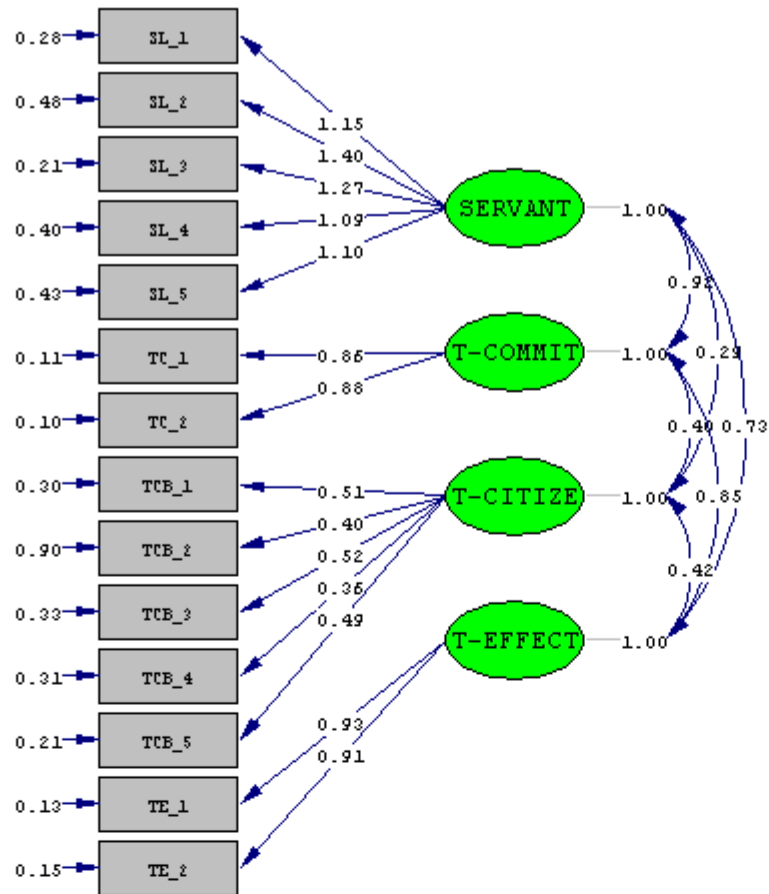 0.28 SL_1
0.48 SL_2
1.15
1.40
0.21 SL_3
1.27
SERVANT 1.00
0.40 SL_4
1.09
1.10
0.43 SL_5
0.92
0.11 TC_1
0.86
T-COMMIT 1.00
0.29
0.88
0.10 TC_2
0.40 0.73
0.30 TCB_1
0.51
T-CITIZE 1.00
0.85
0.40
0.90 TCB_2
0.52
0.42
0.36
0.33 TCB_3
0.49
T-EFFECT 1.00
0.31 TCB_4
0.93
0.21 TCB_5
0.91
0.13 TE_1
0.15 TE_2